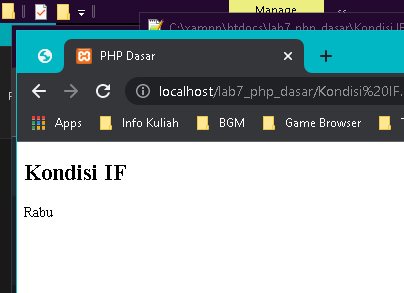 Manage
C:\xampp\htdocs\lab7_php_dasar\Kondisi IF
PHP Dasar
localhost/lab7_php_dasar/Kondisi%20IF.
Apps
Info Kuliah
BGM
Game Browser
Kondisi IF
Rabu